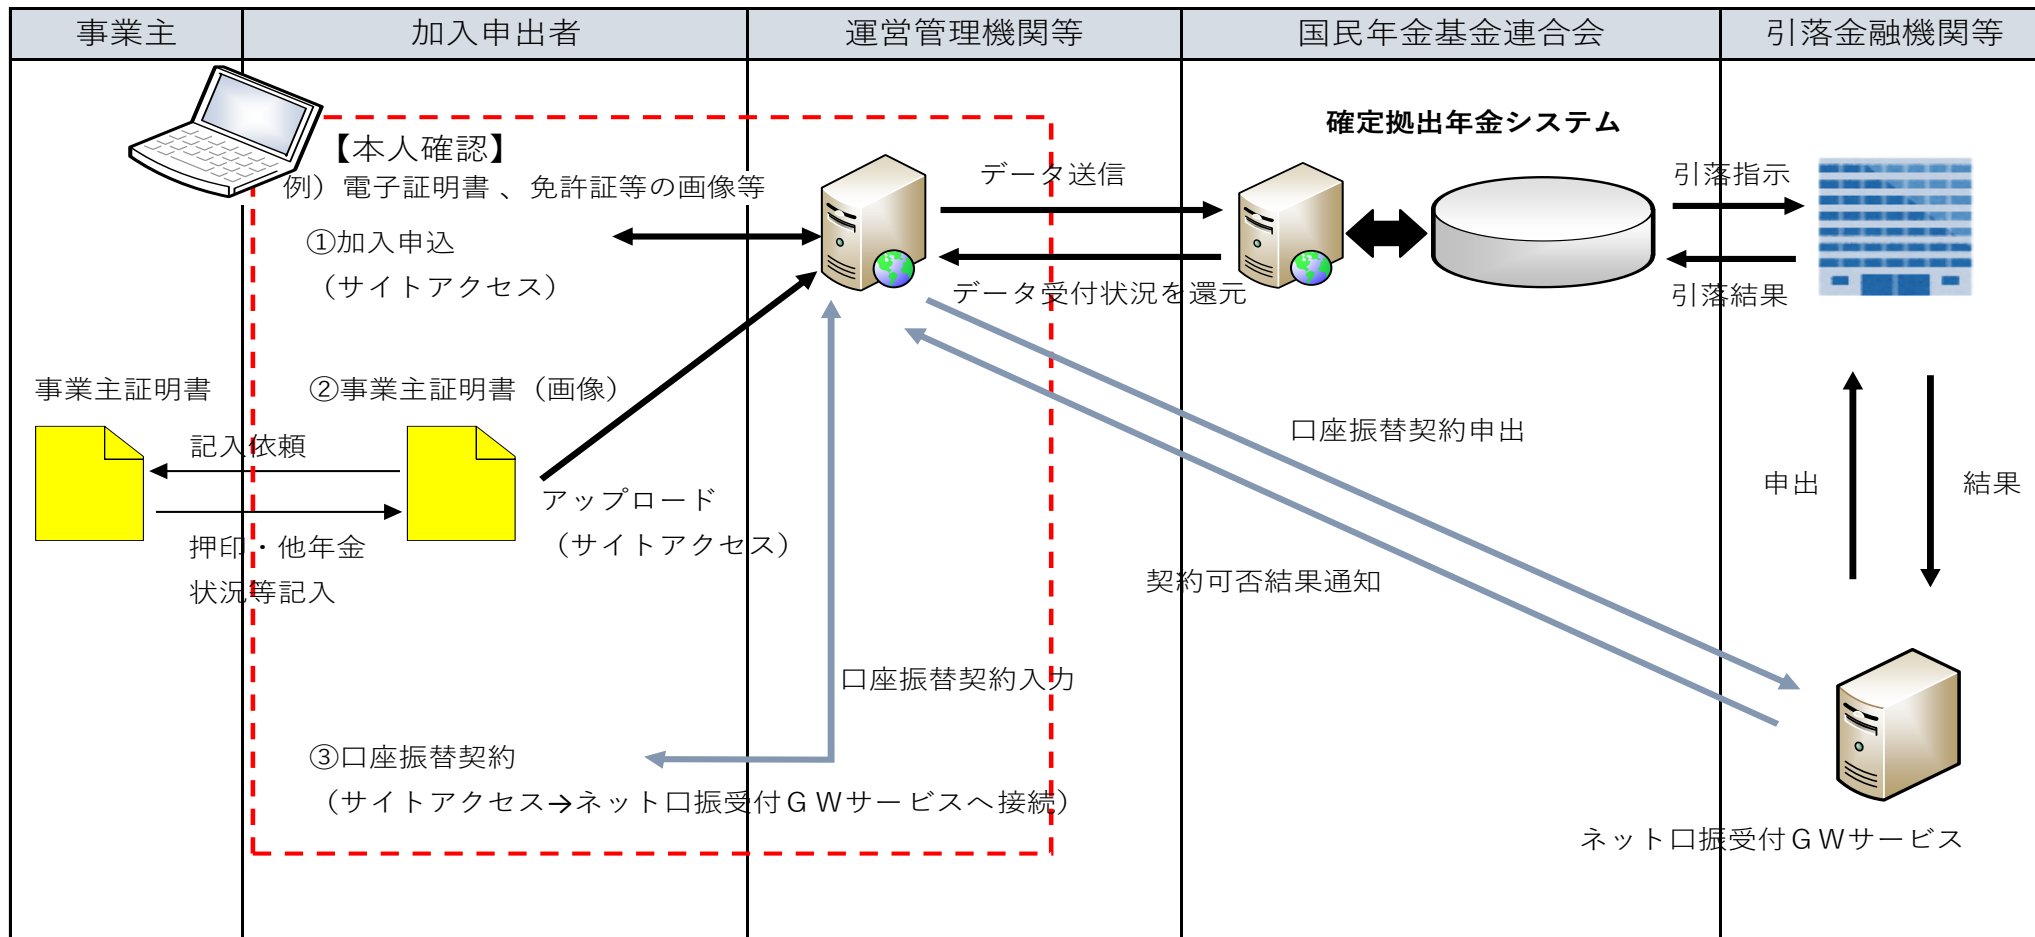 事業主
加入申出者
運営管理機関等
国民年金基金連合会
引落金融機関等
【本人確認】
例）電子証明書 、免許証等の画像等
①加入申込
（サイトアクセス）
データ送信
データ受付状況を還元
確定拠出年金システム
引落指示
引落結果
事業主証明書
②事業主証明書（画像）
記入依頼
押印・他年金
状況等記入
アップロード
（サイトアクセス）
口座振替契約申出
契約可否結果通知
申出
結果
口座振替契約入力
③口座振替契約
（サイトアクセス→ネット口振受付ＧＷサービスへ接続）
ネット口振受付ＧＷサービス